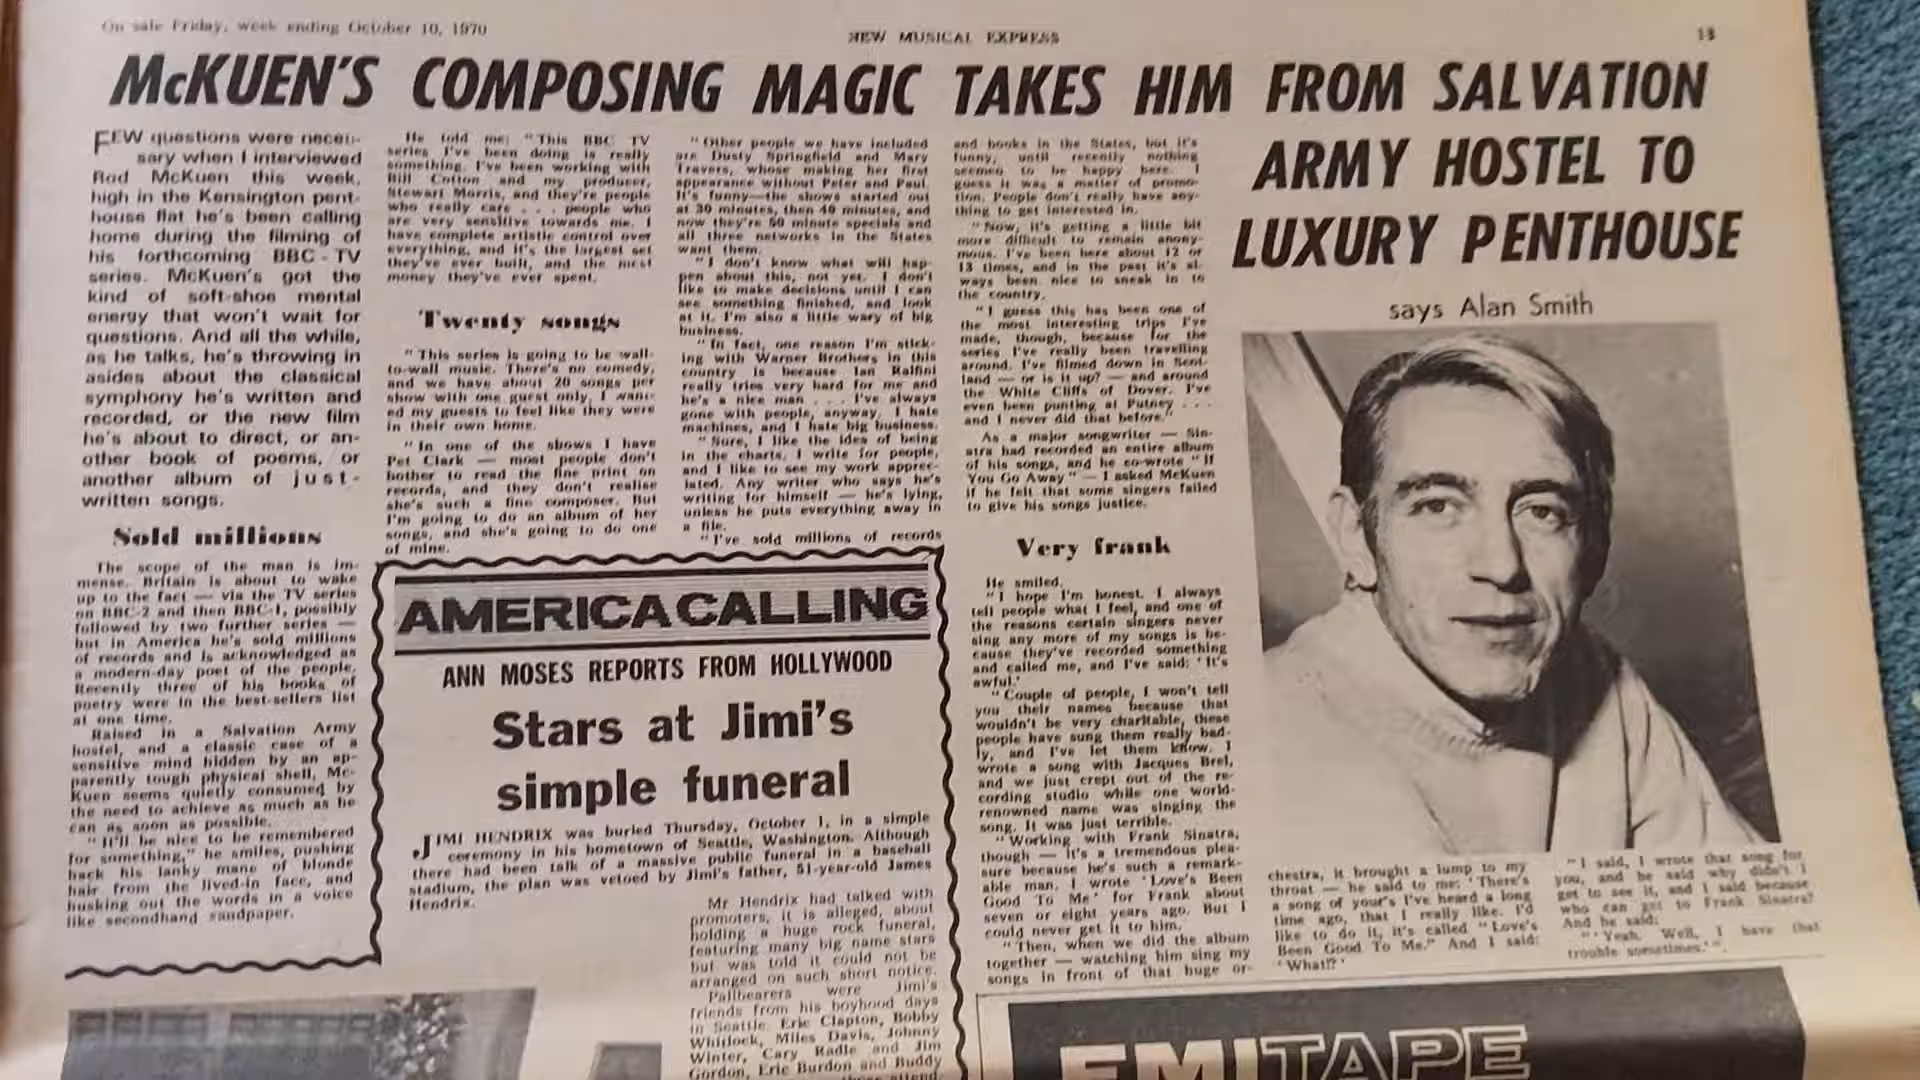 On sale Friday, week ending October 10, 1970
NEW MUSICAL EXPRESS
13
McKUEN'S COMPOSING MAGIC TAKES HIM FROM SALVATION
ARMY HOSTEL TO
LUXURY PENTHOUSE
says Alan Smith
FEW questions were neces-
sary when I interviewed
Rod McKuen this week,
high in the Kensington pent-
house flat he's been calling
home during the filming of
his forthcoming BBC-TV
series. McKuen's got the
kind of soft-shoe mental
energy that won't wait for
questions. And all the while,
as he talks, he's throwing in
asides about the classical
symphony he's written and
recorded, or the new film
he's about to direct, or an-
other book of poems, or
another album of just-
written songs.
Sold millions
The scope of the man is im-
mense. Britain is about to wake
up to the fact — via the TV series
on BBC-2 and then BBC-1, possibly
followed by two further series —
but in America he's sold millions
of records and is acknowledged as
a modern-day poet of the people.
Recently three of his books of
poetry were in the best-sellers list
at one time.
Raised in a Salvation Army
hostel, and a classic case of a
sensitive mind hidden by an ap-
parently tough physical shell, Mc-
Kuen seems quietly consumed by
the need to achieve as much as he
can as soon as possible.
"It'll be nice to be remembered
for something," he smiles, pushing
back his lanky mane of blonde
hair from the lived-in face, and
husking out the words in a voice
like secondhand sandpaper.
He told me: "This BBC TV
series I've been doing is really
something. I've been working with
Bill Cotton and my producer,
Stewart Morris, and they're people
who really care . . . people who
are very sensitive towards me. I
have complete artistic control over
everything, and it's the largest set
they've ever built, and the most
money they've ever spent.
Twenty songs
"This series is going to be wall-
to-wall music. There's no comedy,
and we have about 20 songs per
show with one guest only. I want-
ed my guests to feel like they were
in their own home.
"In one of the shows I have
Pet Clark — most people don't
bother to read the fine print on
records, and they don't realise
she's such a fine composer. But
I'm going to do an album of her
songs, and she's going to do one
of mine.
"Other people we have included
are Dusty Springfield and Mary
Travers, whose making her first
appearance without Peter and Paul.
It's funny—the shows started out
at 30 minutes, then 40 minutes, and
now they're 50 minute specials and
all three networks in the States
want them.
"I don't know what will hap-
pen about this, not yet. I don't
like to make decisions until I can
see something finished, and look
at it. I'm also a little wary of big
business.
"In fact, one reason I'm stick-
ing with Warner Brothers in this
country is because Ian Ralfini
really tries very hard for me and
he's a nice man . . . I've always
gone with people, anyway. I hate
machines, and I hate big business.
"Sure, I like the idea of being
in the charts. I write for people,
and I like to see my work apprec-
iated. Any writer who says he's
writing for himself — he's lying,
unless he puts everything away in
a file.
"I've sold millions of records
and books in the States, but it's
funny, until recently nothing
seemed to be happy here. I
guess it was a matter of promo-
tion. People don't really have any-
thing to get interested in.
"Now, it's getting a little bit
more difficult to remain anony-
mous. I've been here about 12 or
13 times, and in the past it's al-
ways been nice to sneak in to
the country.
"I guess this has been one of
the most interesting trips I've
made, though, because for the
series I've really been travelling
around. I've filmed down in Scot-
land — or is it up? — and around
the White Cliffs of Dover. I've
even been punting at Putney . . .
and I never did that before."
As a major songwriter — Sin-
atra had recorded an entire album
of his songs, and he co-wrote "If
You Go Away" — I asked McKuen
if he felt that some singers failed
to give his songs justice.
Very frank
He smiled.
"I hope I'm honest. I always
tell people what I feel, and one of
the reasons certain singers never
sing any more of my songs is be-
cause they've recorded something
and called me, and I've said: 'It's
awful.'
"Couple of people, I won't tell
you their names because that
wouldn't be very charitable, these
people have sung them really bad-
ly, and I've let them know. I
wrote a song with Jacques Brel,
and we just crept out of the re-
cording studio while one world-
renowned name was singing the
song. It was just terrible.
"Working with Frank Sinatra,
though — it's a tremendous plea-
sure because he's such a remark-
able man. I wrote 'Love's Been
Good To Me' for Frank about
seven or eight years ago. But I
could never get it to him.
"Then, when we did the album
together — watching him sing my
songs in front of that huge or-
chestra, it brought a lump to my
throat — he said to me: 'There's
a song of your's I've heard a long
time ago, that I really like. I'd
like to do it, it's called "Love's
Been Good To Me." And I said:
'What!?'
"I said, I wrote that song for
you, and he said why didn't I
get to see it, and I said because
who can get to Frank Sinatra?
And he said:
"'Yeah. Well, I have that
trouble sometimes.'".
AMERICA CALLING
ANN MOSES REPORTS FROM HOLLYWOOD
Stars at Jimi's
simple funeral
JIMI HENDRIX was buried Thursday, October 1, in a simple
ceremony in his hometown of Seattle, Washington. Although
there had been talk of a massive public funeral in a baseball
stadium, the plan was vetoed by Jimi's father, 51-year-old James
Hendrix.
Mr Hendrix had talked with
promoters, it is alleged, about
holding a huge rock funeral,
featuring many big name stars
but was told it could not be
arranged on such short notice.
Pallbearers were Jimi's
friends from his boyhood days
in Seattle. Eric Clapton, Bobby
Whitlock, Miles Davis, Johnny
Winter, Cary Radle and Jim
Gordon, Eric Burdon and Buddy
EMITAPE